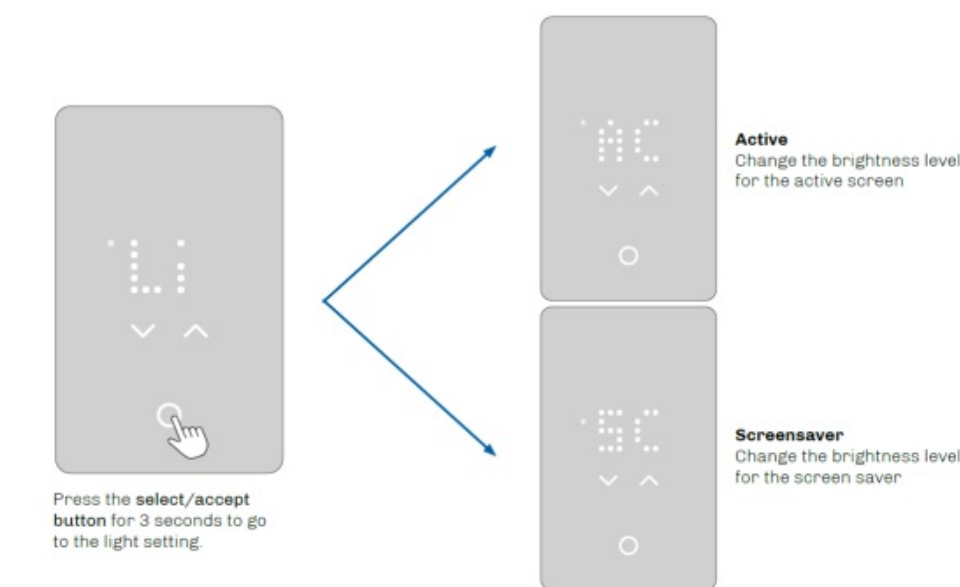 Li
Press the select/accept
button for 3 seconds to go
to the light setting.
AC
Active
Change the brightness level
for the active screen
SC
Screensaver
Change the brightness level
for the screen saver